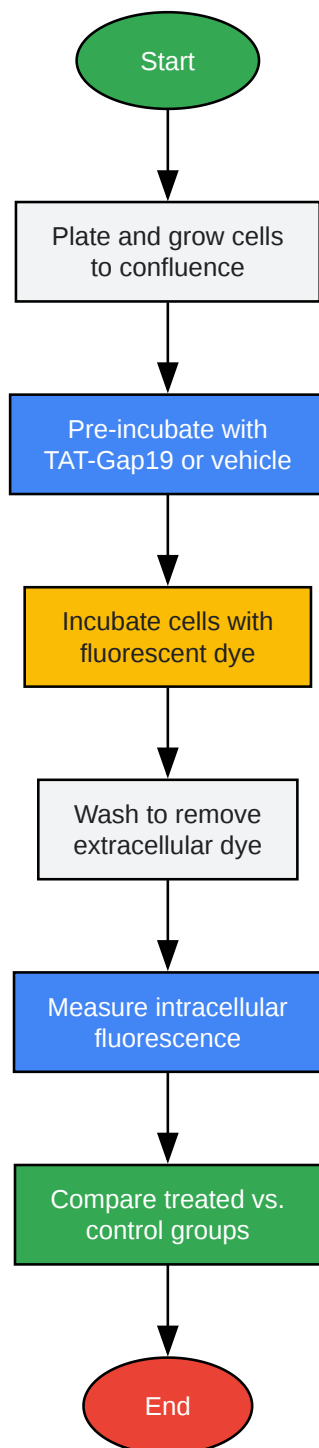 Start
Plate and grow cells
to confluence
Pre-incubate with
TAT-Gap19 or vehicle
Incubate cells with
fluorescent dye
Wash to remove
extracellular dye
Measure intracellular
fluorescence
Compare treated vs.
control groups
End